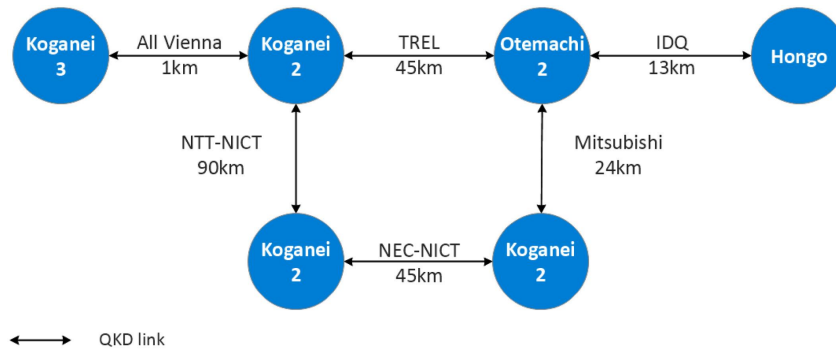 Koganei
3
All Vienna
1km
Koganei
2
TREL
45km
Otemachi
2
IDQ
13km
Hongo
NTT-NICT
90km
Mitsubishi
24km
Koganei
2
NEC-NICT
45km
Koganei
2
QKD link